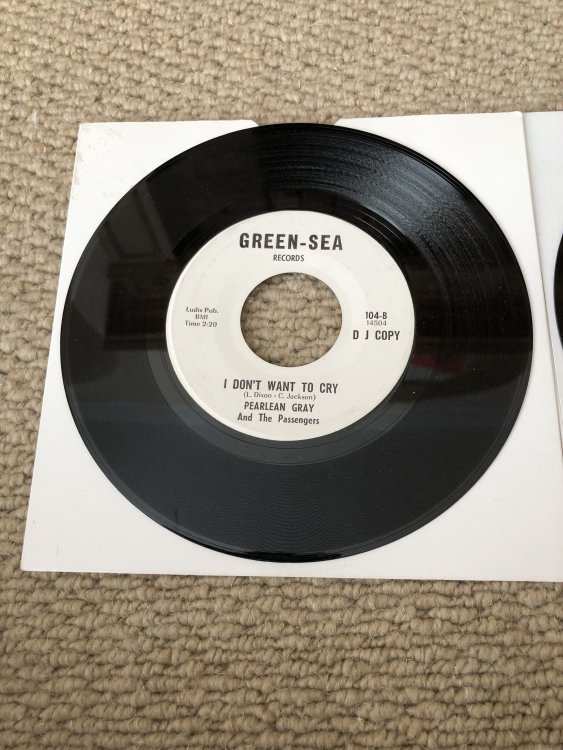 GREEN-SEA
RECORDS
Ludix Pub.
BMI
Time 2:20
104-B
14504
D J COPY
I DON'T WANT TO CRY
(L. Dixon - C. Jackson)
PEARLEAN GRAY
And The Passengers